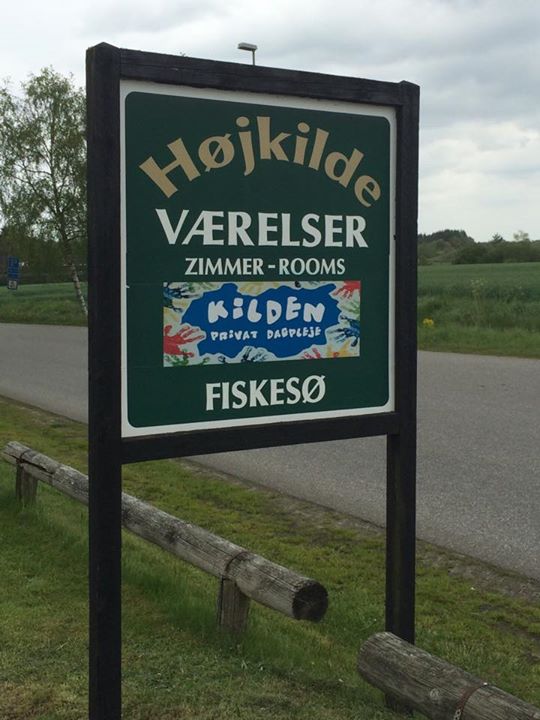 Højkilde
VÆRELSER
ZIMMER-ROOMS
KiLDEN
PRiVAT DAGPLEJE
FISKESØ